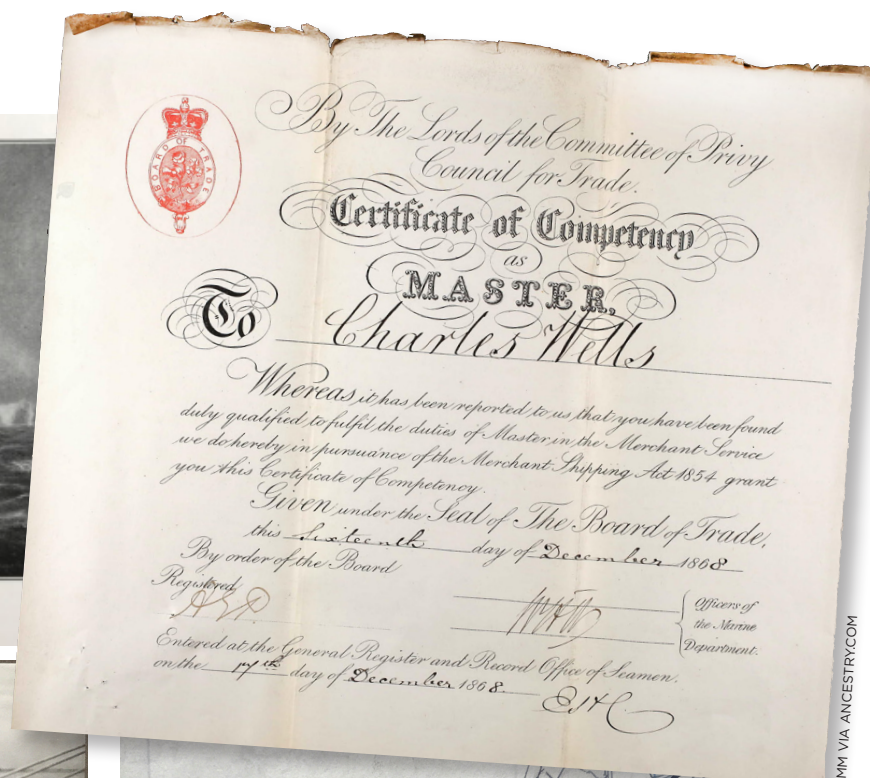 BOARD OF TRADE
By The Lords of the Committee of Privy
Council for Trade.
Certificate of Competency
as
MASTER,
To Charles Wells
Whereas it has been reported to us that you have been found
duly qualified to fulfil the duties of Master in the Merchant Service
we do hereby in pursuance of the Merchant Shipping Act 1854 grant
you this Certificate of Competency.
Given under the Seal of The Board of Trade,
this Sixteenth day of December 1868
By order of the Board
Registered
Officers of
the Marine
Department.
Entered at the General Register and Record Office of Seamen.
on the 17th day of December 1868.
MM VIA ANCESTRY.COM